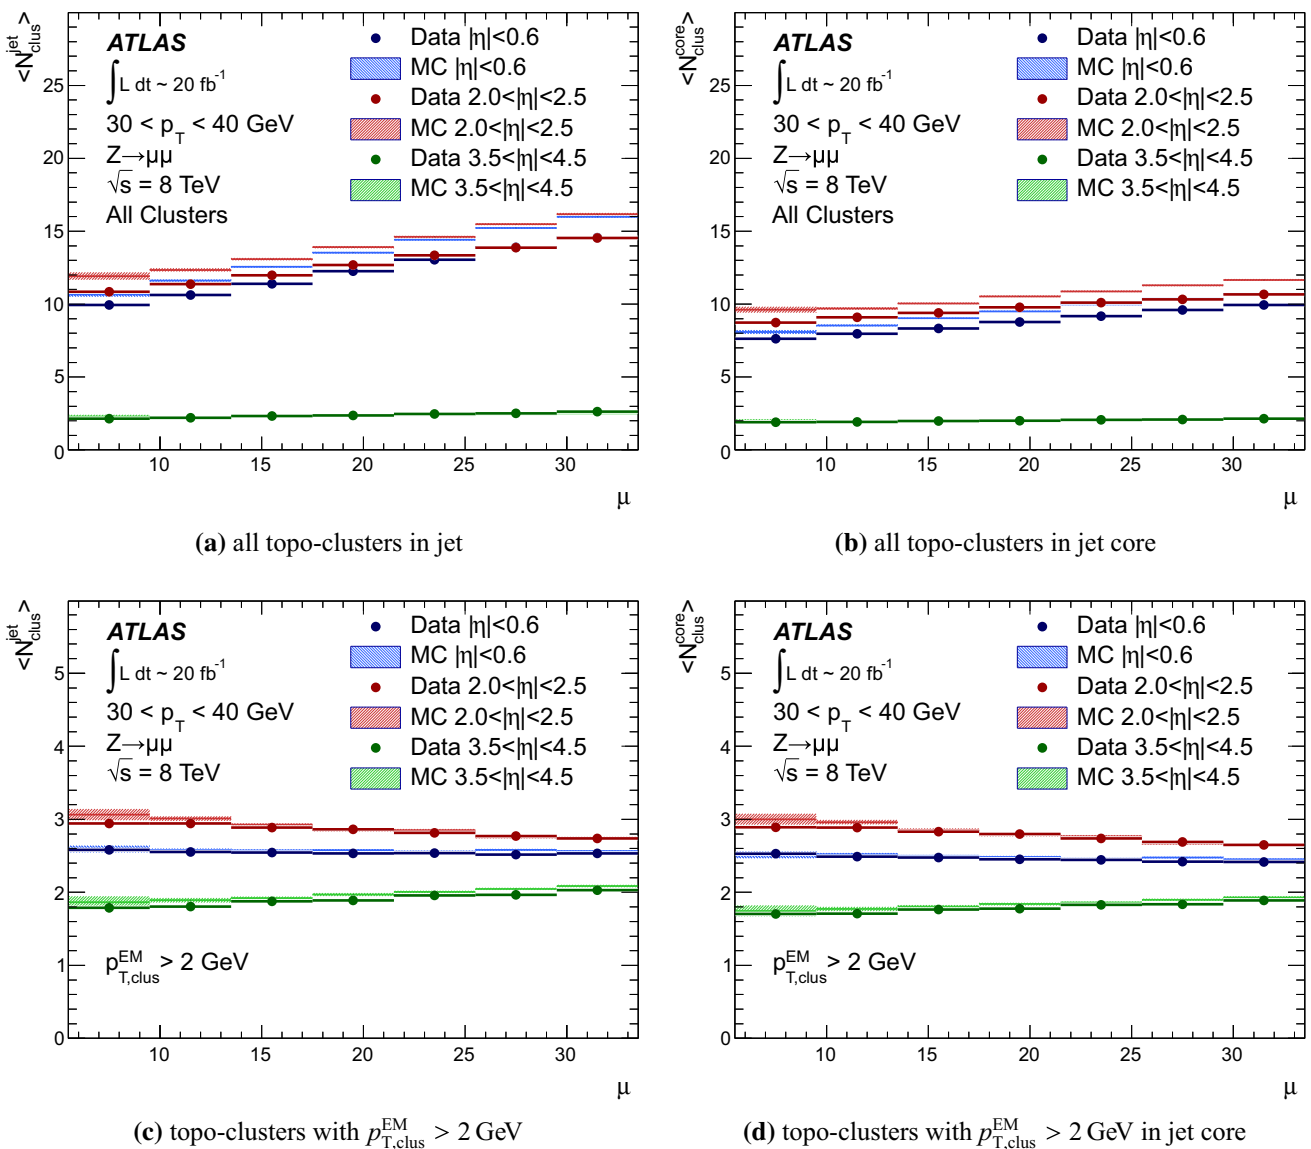 <N^jet_clus>
ATLAS
∫ L dt ~ 20 fb⁻¹
30 < p_T < 40 GeV
Z→μμ
√s = 8 TeV
All Clusters
Data |η|<0.6
MC |η|<0.6
Data 2.0<|η|<2.5
MC 2.0<|η|<2.5
Data 3.5<|η|<4.5
MC 3.5<|η|<4.5
25
20
15
10
5
0
10 15 20 25 30
μ
(a) all topo-clusters in jet
<N^core_clus>
ATLAS
∫ L dt ~ 20 fb⁻¹
30 < p_T < 40 GeV
Z→μμ
√s = 8 TeV
All Clusters
Data |η|<0.6
MC |η|<0.6
Data 2.0<|η|<2.5
MC 2.0<|η|<2.5
Data 3.5<|η|<4.5
MC 3.5<|η|<4.5
25
20
15
10
5
0
10 15 20 25 30
μ
(b) all topo-clusters in jet core
<N^jet_clus>
ATLAS
∫ L dt ~ 20 fb⁻¹
30 < p_T < 40 GeV
Z→μμ
√s = 8 TeV
Data |η|<0.6
MC |η|<0.6
Data 2.0<|η|<2.5
MC 2.0<|η|<2.5
Data 3.5<|η|<4.5
MC 3.5<|η|<4.5
p^EM_T,clus > 2 GeV
5
4
3
2
1
0
10 15 20 25 30
μ
(c) topo-clusters with p^EM_T,clus > 2 GeV
<N^core_clus>
ATLAS
∫ L dt ~ 20 fb⁻¹
30 < p_T < 40 GeV
Z→μμ
√s = 8 TeV
Data |η|<0.6
MC |η|<0.6
Data 2.0<|η|<2.5
MC 2.0<|η|<2.5
Data 3.5<|η|<4.5
MC 3.5<|η|<4.5
p^EM_T,clus > 2 GeV
5
4
3
2
1
0
10 15 20 25 30
μ
(d) topo-clusters with p^EM_T,clus > 2 GeV in jet core